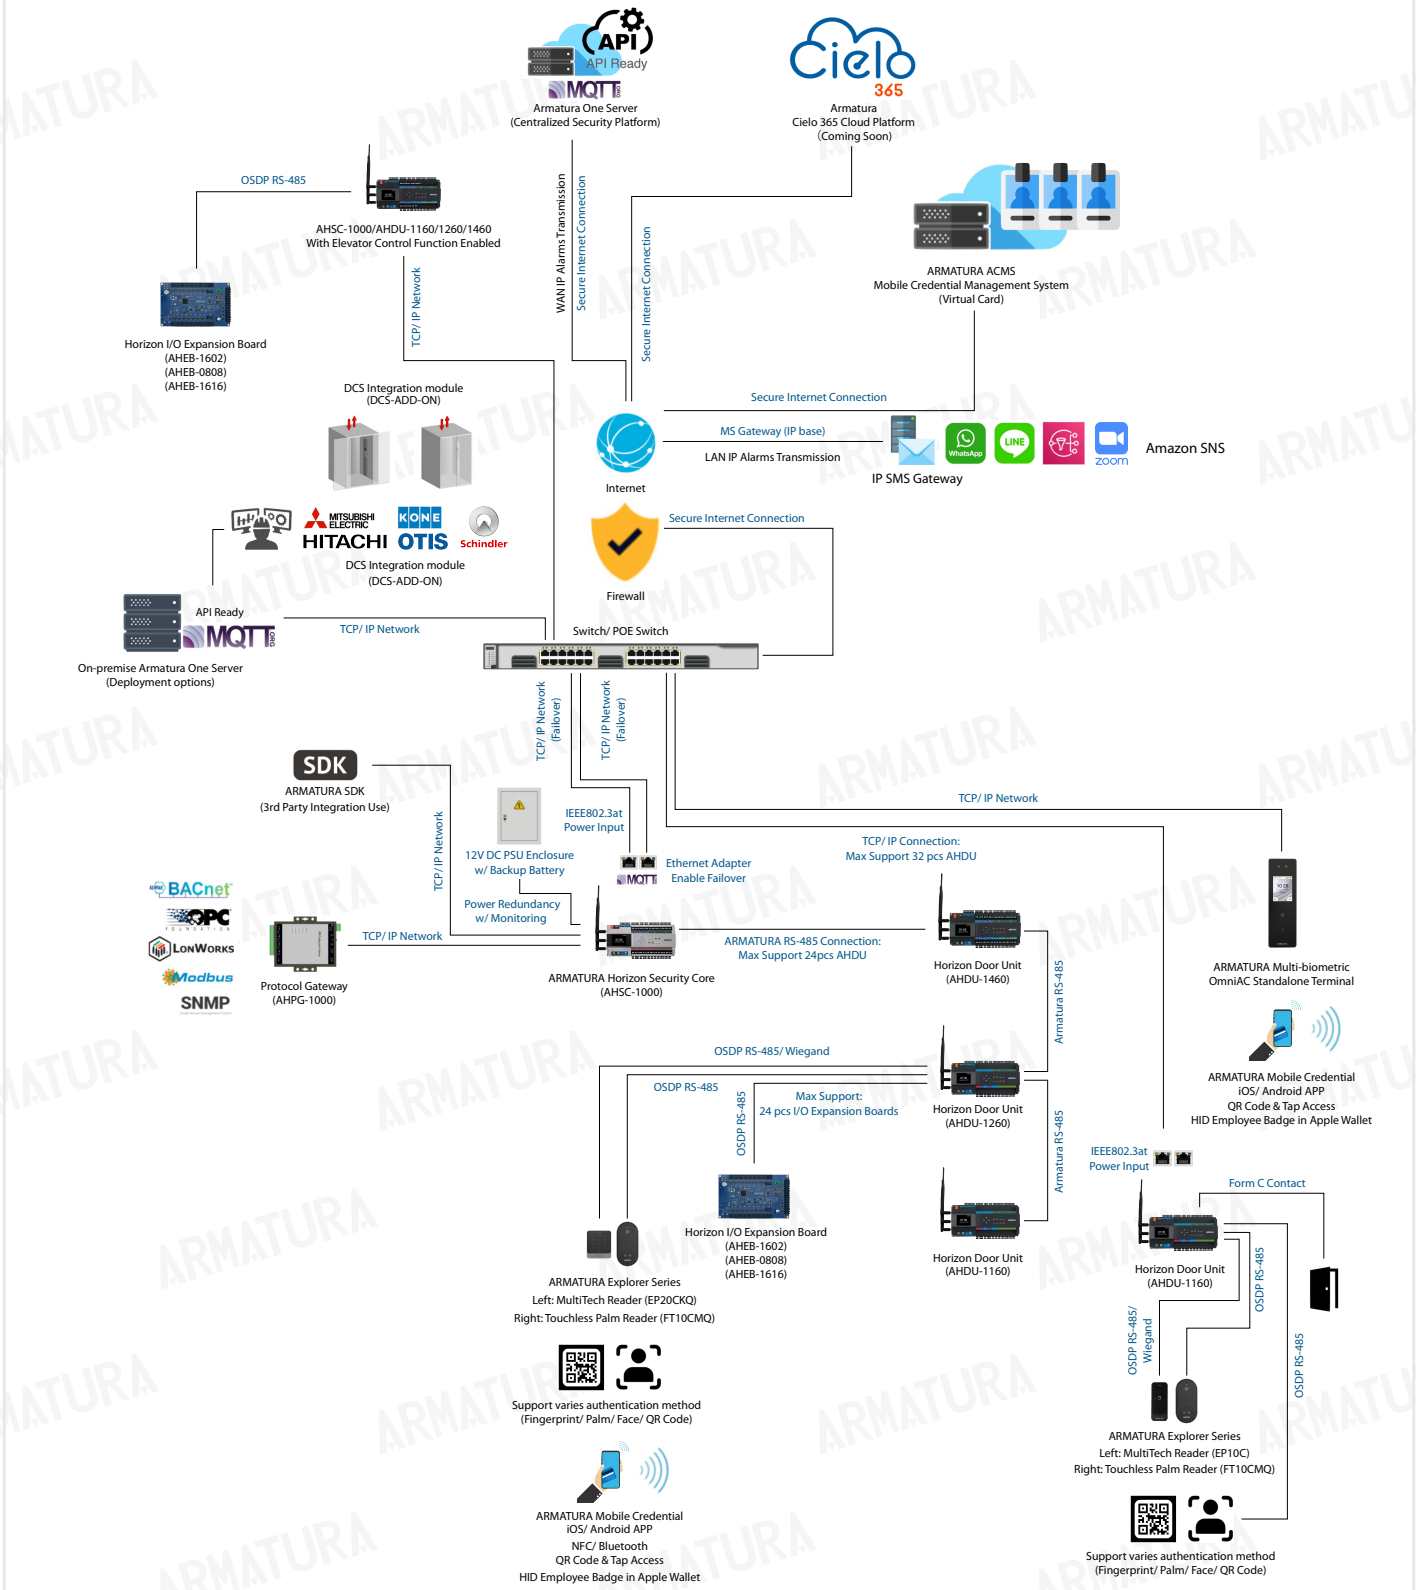 API
API Ready
MQTT.ORG
Armatura One Server
(Centralized Security Platform)
Cielo
365
Armatura
Cielo 365 Cloud Platform
(Coming Soon)
OSDP RS-485
AHSC-1000/AHDU-1160/1260/1460
With Elevator Control Function Enabled
TCP/ IP Network
WAN IP Alarms Transmission
Secure Internet Connection
Secure Internet Connection
ARMATURA ACMS
Mobile Credential Management System
(Virtual Card)
Horizon I/O Expansion Board
(AHEB-1602)
(AHEB-0808)
(AHEB-1616)
DCS Integration module
(DCS-ADD-ON)
Secure Internet Connection
MS Gateway (IP base)
LAN IP Alarms Transmission
Internet
WhatsApp
LINE
zoom
Amazon SNS
IP SMS Gateway
MITSUBISHI
ELECTRIC
KONE
HITACHI
OTIS
Schindler
DCS Integration module
(DCS-ADD-ON)
Secure Internet Connection
Firewall
API Ready
MQTT.ORG
TCP/ IP Network
On-premise Armatura One Server
(Deployment options)
Switch/ POE Switch
TCP/ IP Network
(Failover)
TCP/ IP Network
(Failover)
SDK
ARMATURA SDK
(3rd Party Integration Use)
TCP/ IP Network
12V DC PSU Enclosure
w/ Backup Battery
IEEE802.3at
Power Input
Ethernet Adapter
Enable Failover
MQTT
Power Redundancy
w/ Monitoring
TCP/ IP Network
TCP/ IP Connection:
Max Support 32 pcs AHDU
BACnet
OPC
FOUNDATION
LONWORKS
Modbus
SNMP
Protocol Gateway
(AHPG-1000)
TCP/ IP Network
ARMATURA Horizon Security Core
(AHSC-1000)
ARMATURA RS-485 Connection:
Max Support 24pcs AHDU
Horizon Door Unit
(AHDU-1460)
Armatura RS-485
10:25
ARMATURA Multi-biometric
OmniAC Standalone Terminal
ARMATURA Mobile Credential
iOS/ Android APP
QR Code & Tap Access
HID Employee Badge in Apple Wallet
OSDP RS-485/ Wiegand
OSDP RS-485
OSDP RS-485
Max Support:
24 pcs I/O Expansion Boards
Horizon Door Unit
(AHDU-1260)
Armatura RS-485
Horizon I/O Expansion Board
(AHEB-1602)
(AHEB-0808)
(AHEB-1616)
Horizon Door Unit
(AHDU-1160)
IEEE802.3at
Power Input
Form C Contact
Horizon Door Unit
(AHDU-1160)
OSDP RS-485/
Wiegand
OSDP RS-485
OSDP RS-485
ARMATURA Explorer Series
Left: MultiTech Reader (EP20CKQ)
Right: Touchless Palm Reader (FT10CMQ)
Support varies authentication method
(Fingerprint/ Palm/ Face/ QR Code)
ARMATURA Mobile Credential
iOS/ Android APP
NFC/ Bluetooth
QR Code & Tap Access
HID Employee Badge in Apple Wallet
ARMATURA Explorer Series
Left: MultiTech Reader (EP10C)
Right: Touchless Palm Reader (FT10CMQ)
Support varies authentication method
(Fingerprint/ Palm/ Face/ QR Code)